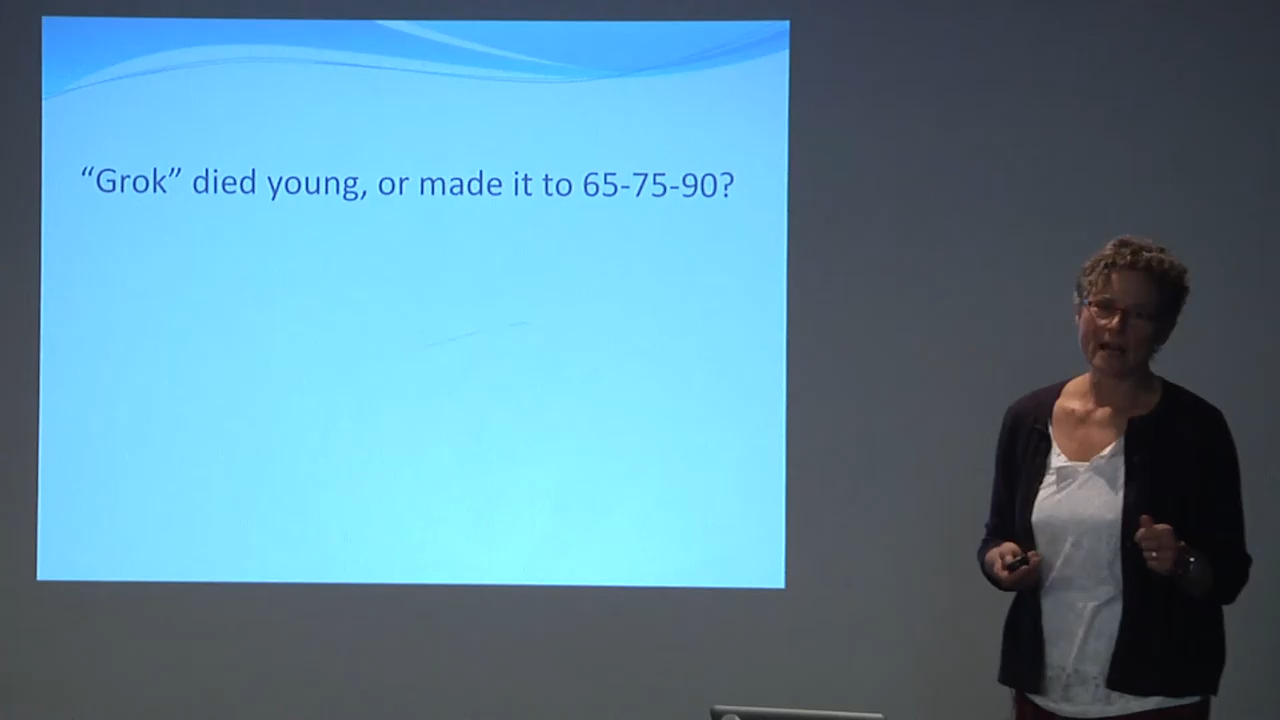 “Grok” died young, or made it to 65-75-90?